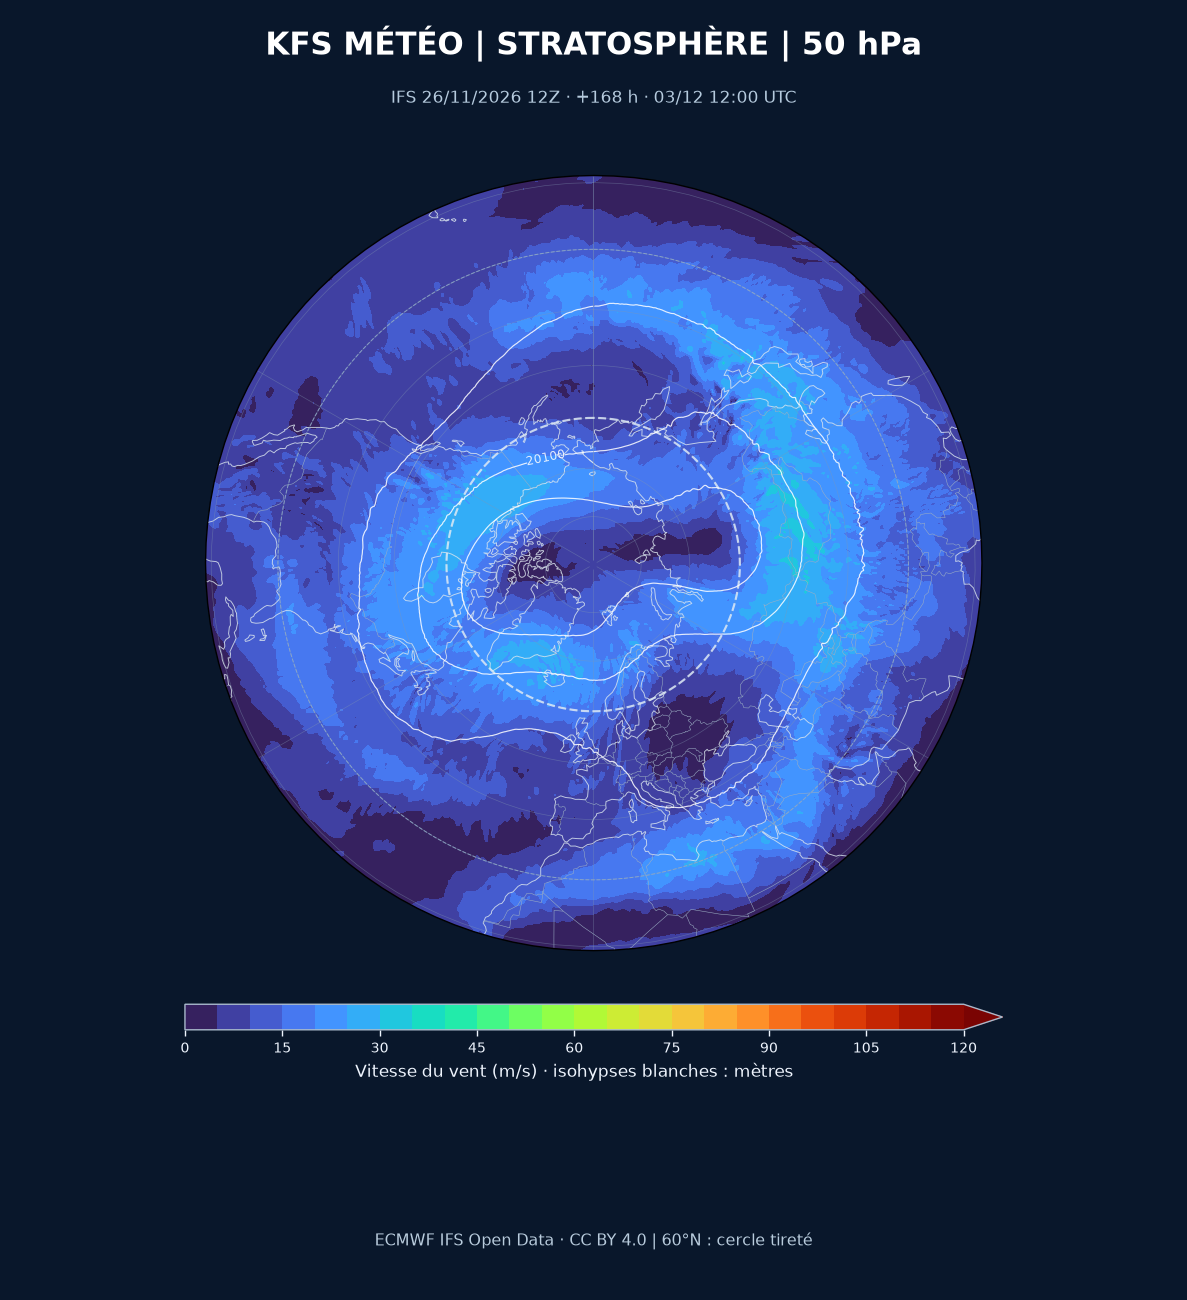 KFS MÉTÉO | STRATOSPHÈRE | 50 hPa
IFS 26/11/2026 12Z · +168 h · 03/12 12:00 UTC
20100
0 15 30 45 60 75 90 105 120
Vitesse du vent (m/s) · isohypses blanches : mètres
ECMWF IFS Open Data · CC BY 4.0 | 60°N : cercle tireté